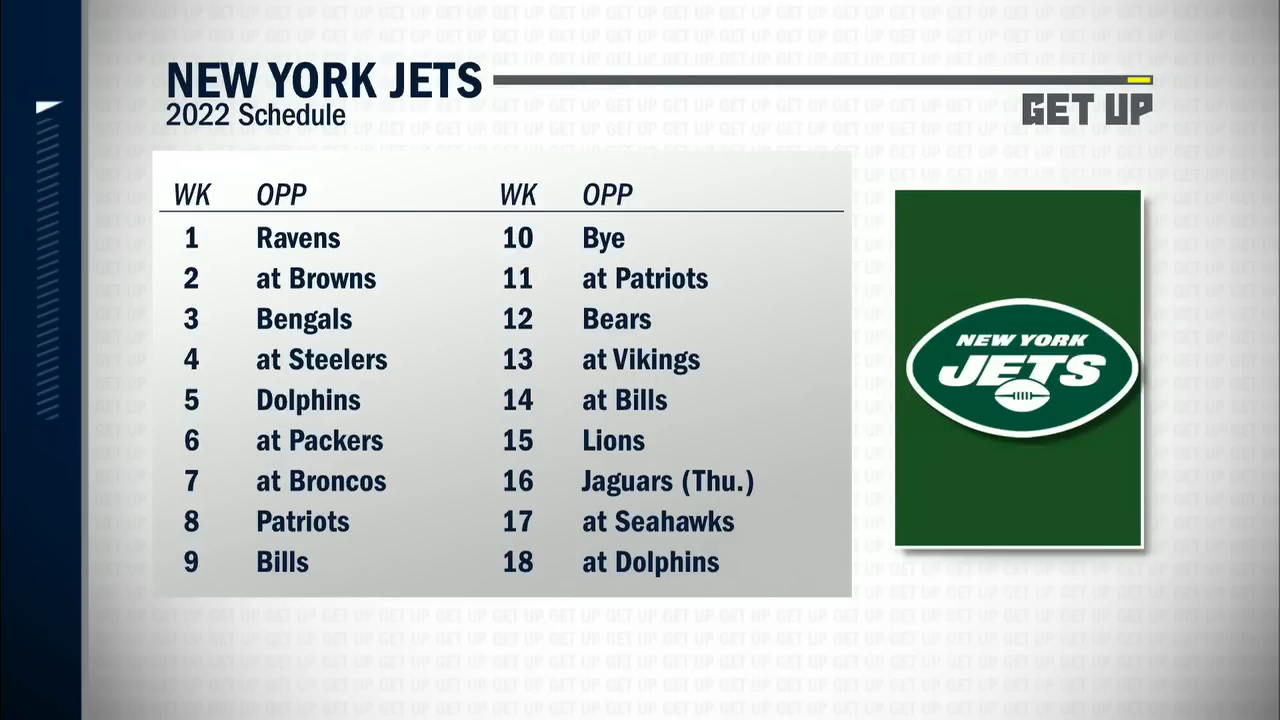 NEW YORK JETS
2022 Schedule
GET UP
WK OPP WK OPP
1 Ravens 10 Bye
2 at Browns 11 at Patriots
3 Bengals 12 Bears
4 at Steelers 13 at Vikings
5 Dolphins 14 at Bills
6 at Packers 15 Lions
7 at Broncos 16 Jaguars (Thu.)
8 Patriots 17 at Seahawks
9 Bills 18 at Dolphins
NEW YORK
JETS